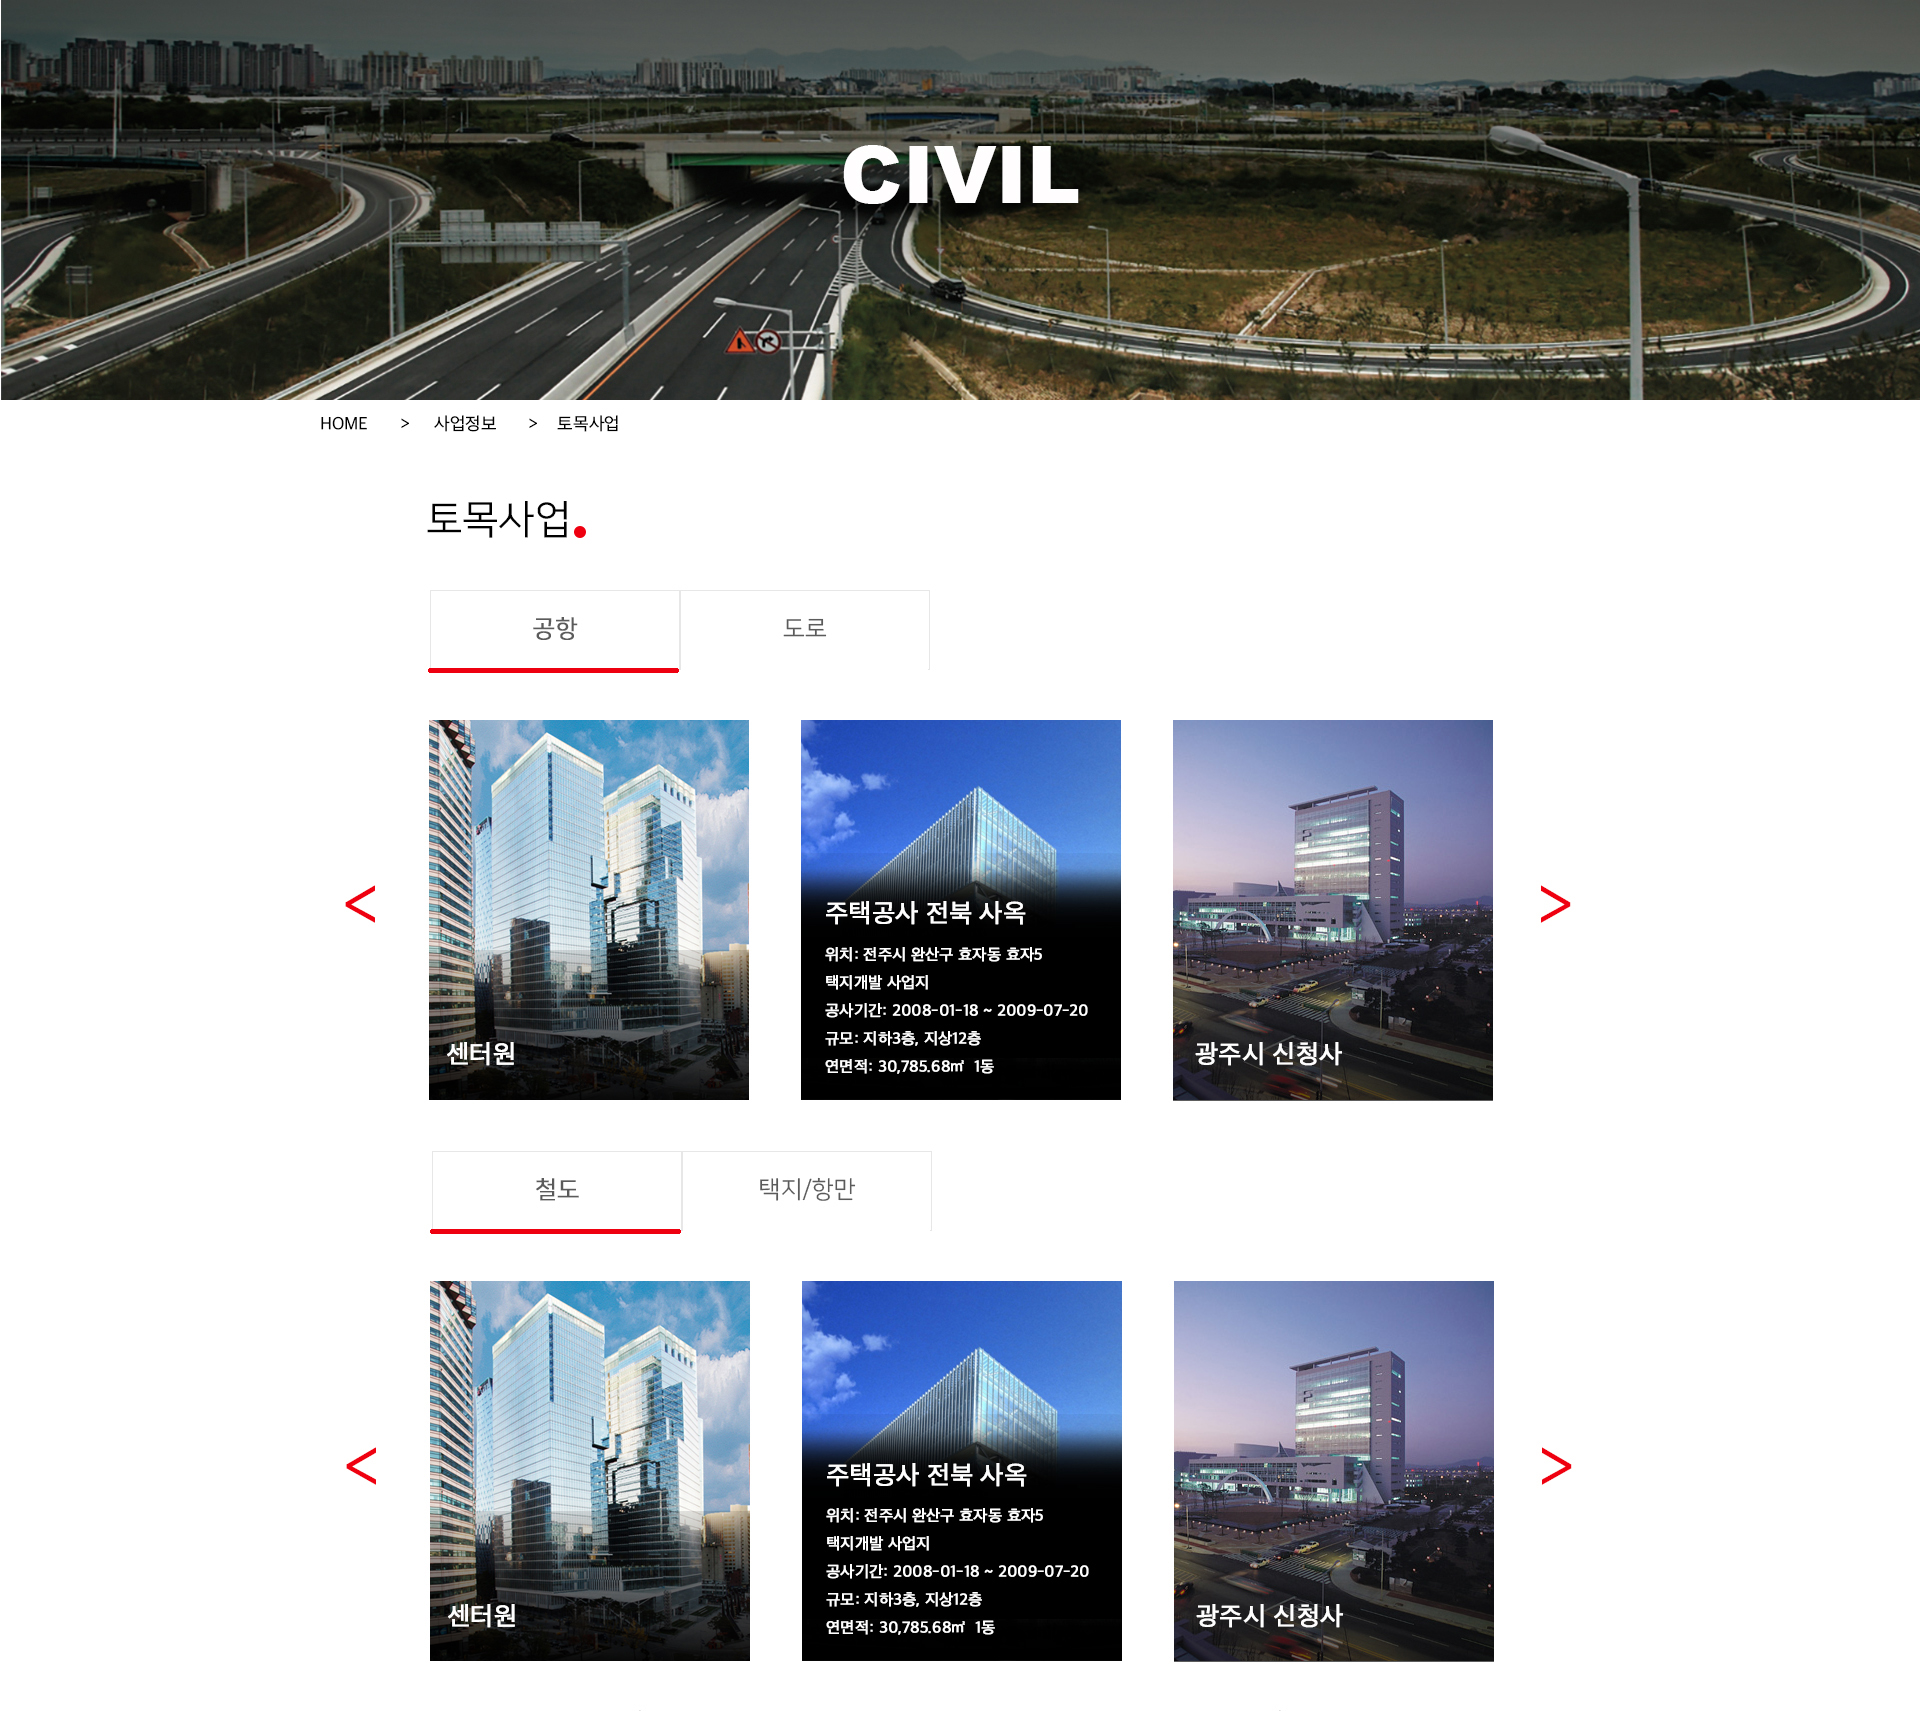 CIVIL
HOME > 사업정보 > 토목사업
토목사업.
공항 도로
< >
센터원
주택공사 전북 사옥
위치: 전주시 완산구 효자동 효자5
택지개발 사업지
공사기간: 2008-01-18 ~ 2009-07-20
규모: 지하3층, 지상12층
연면적: 30,785.68㎡ 1동
광주시 신청사
철도 택지/항만
< >
센터원
주택공사 전북 사옥
위치: 전주시 완산구 효자동 효자5
택지개발 사업지
공사기간: 2008-01-18 ~ 2009-07-20
규모: 지하3층, 지상12층
연면적: 30,785.68㎡ 1동
광주시 신청사